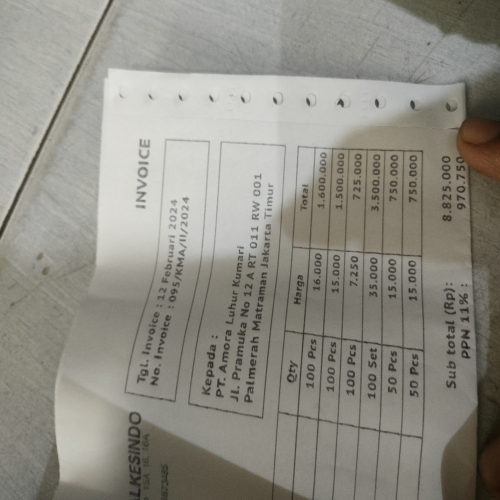 ALKESINDO
INVOICE
Tgl. Invoice : 12 Februari 2024
No. Invoice : 095/KMA/II/2024
Kepada :
PT. Amora Luhur Kumari
Jl. Pramuka No 12 A RT 011 RW 001
Palmerah Matraman Jakarta Timur
Qty Harga Total
100 Pcs 16.000 1.600.000
100 Pcs 15.000 1.500.000
100 Pcs 7.250 725.000
100 Set 35.000 3.500.000
50 Pcs 15.000 750.000
50 Pcs 15.000 750.000
Sub total (Rp): 8.825.000
PPN 11% : 970.750